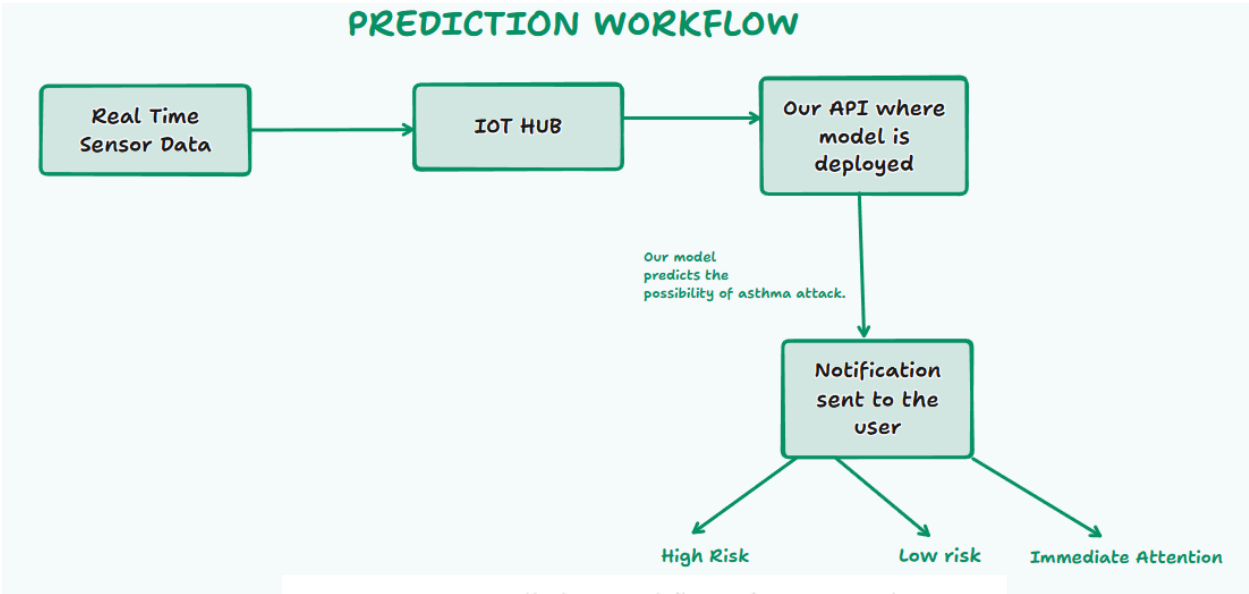 PREDICTION WORKFLOW
Real Time
Sensor Data
IOT HUB
Our API where
model is
deployed
Our model
predicts the
possibility of asthma attack.
Notification
sent to the
user
High Risk
Low risk
Immediate Attention